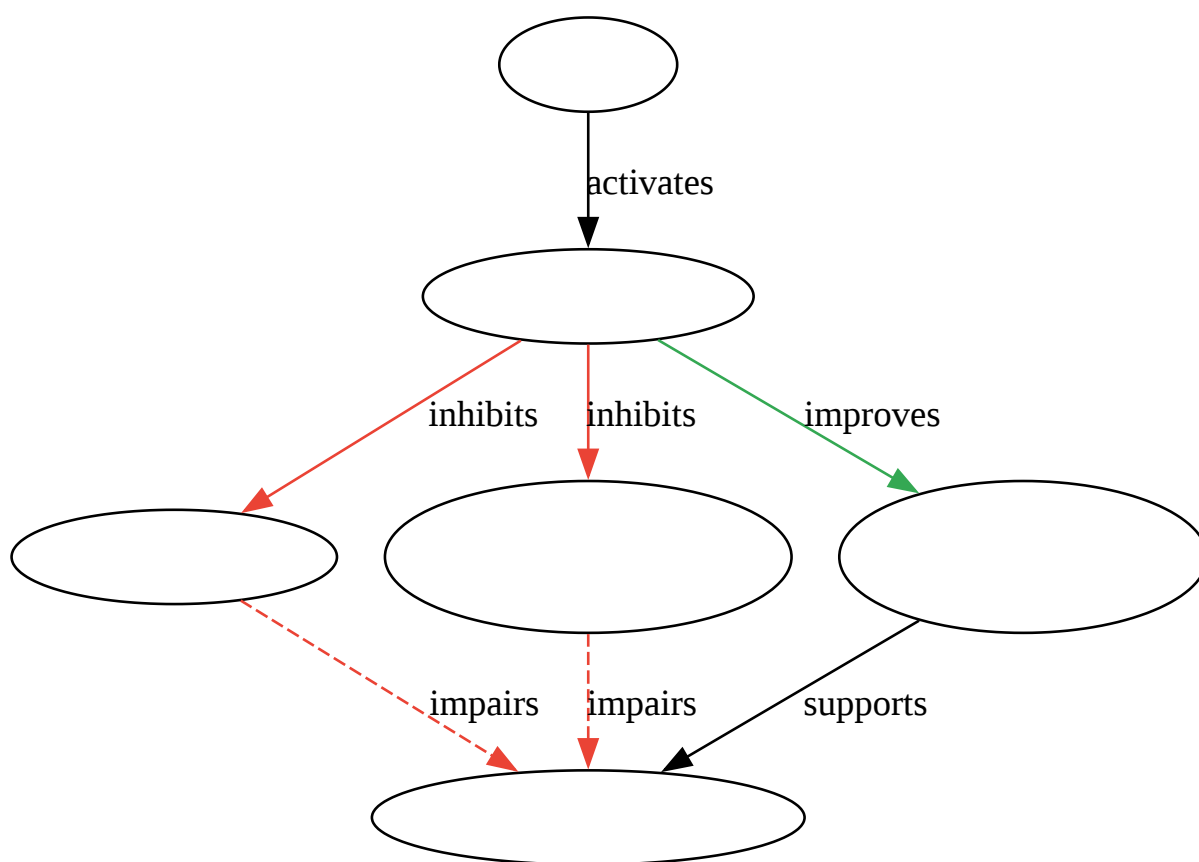 activates
inhibits
inhibits
improves
impairs
impairs
supports